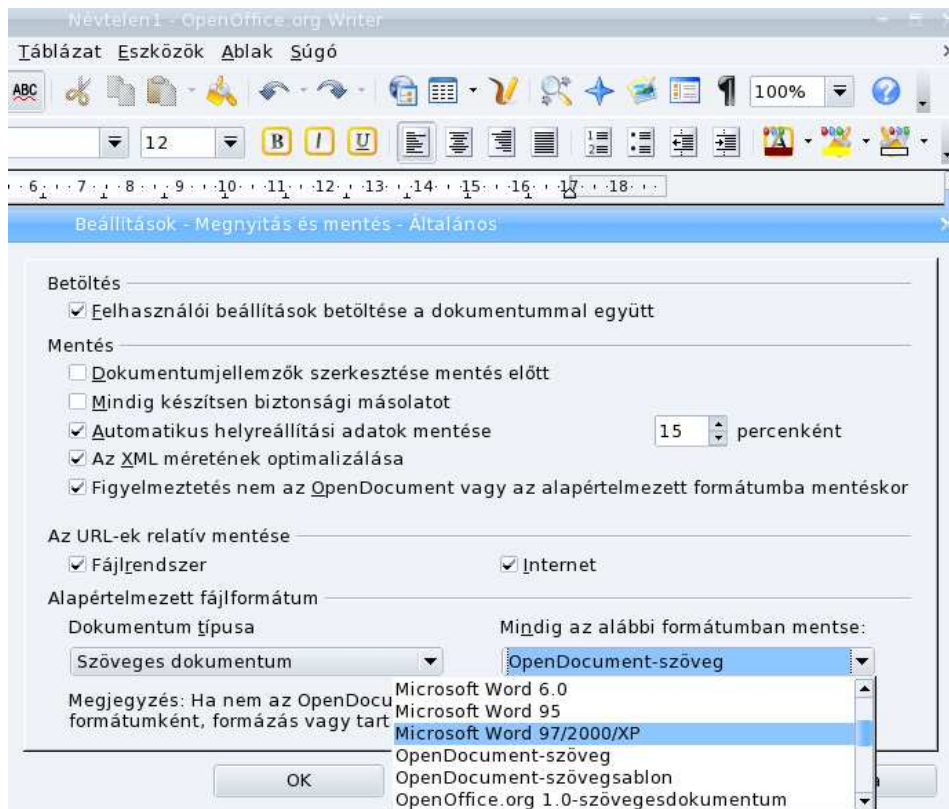 Névtelen1 - OpenOffice.org Writer
Táblázat Eszközök Ablak Súgó
ABC 100% ?
12 B I U A
6 7 8 9 10 11 12 13 14 15 16 17 18
Beállítások - Megnyitás és mentés - Általános
Betöltés
Felhasználói beállítások betöltése a dokumentummal együtt
Mentés
Dokumentumjellemzők szerkesztése mentés előtt
Mindig készítsen biztonsági másolatot
Automatikus helyreállítási adatok mentése 15 percenként
Az XML méretének optimalizálása
Figyelmeztetés nem az OpenDocument vagy az alapértelmezett formátumba mentéskor
Az URL-ek relatív mentése
Fájlrendszer Internet
Alapértelmezett fájlformátum
Dokumentum típusa Mindig az alábbi formátumban mentse:
Szöveges dokumentum OpenDocument-szöveg
Megjegyzés: Ha nem az OpenDocu
formátumként, formázás vagy tart
Microsoft Word 6.0
Microsoft Word 95
Microsoft Word 97/2000/XP
OpenDocument-szöveg
OpenDocument-szövegsablon
OpenOffice.org 1.0-szövegesdokumentum
OK